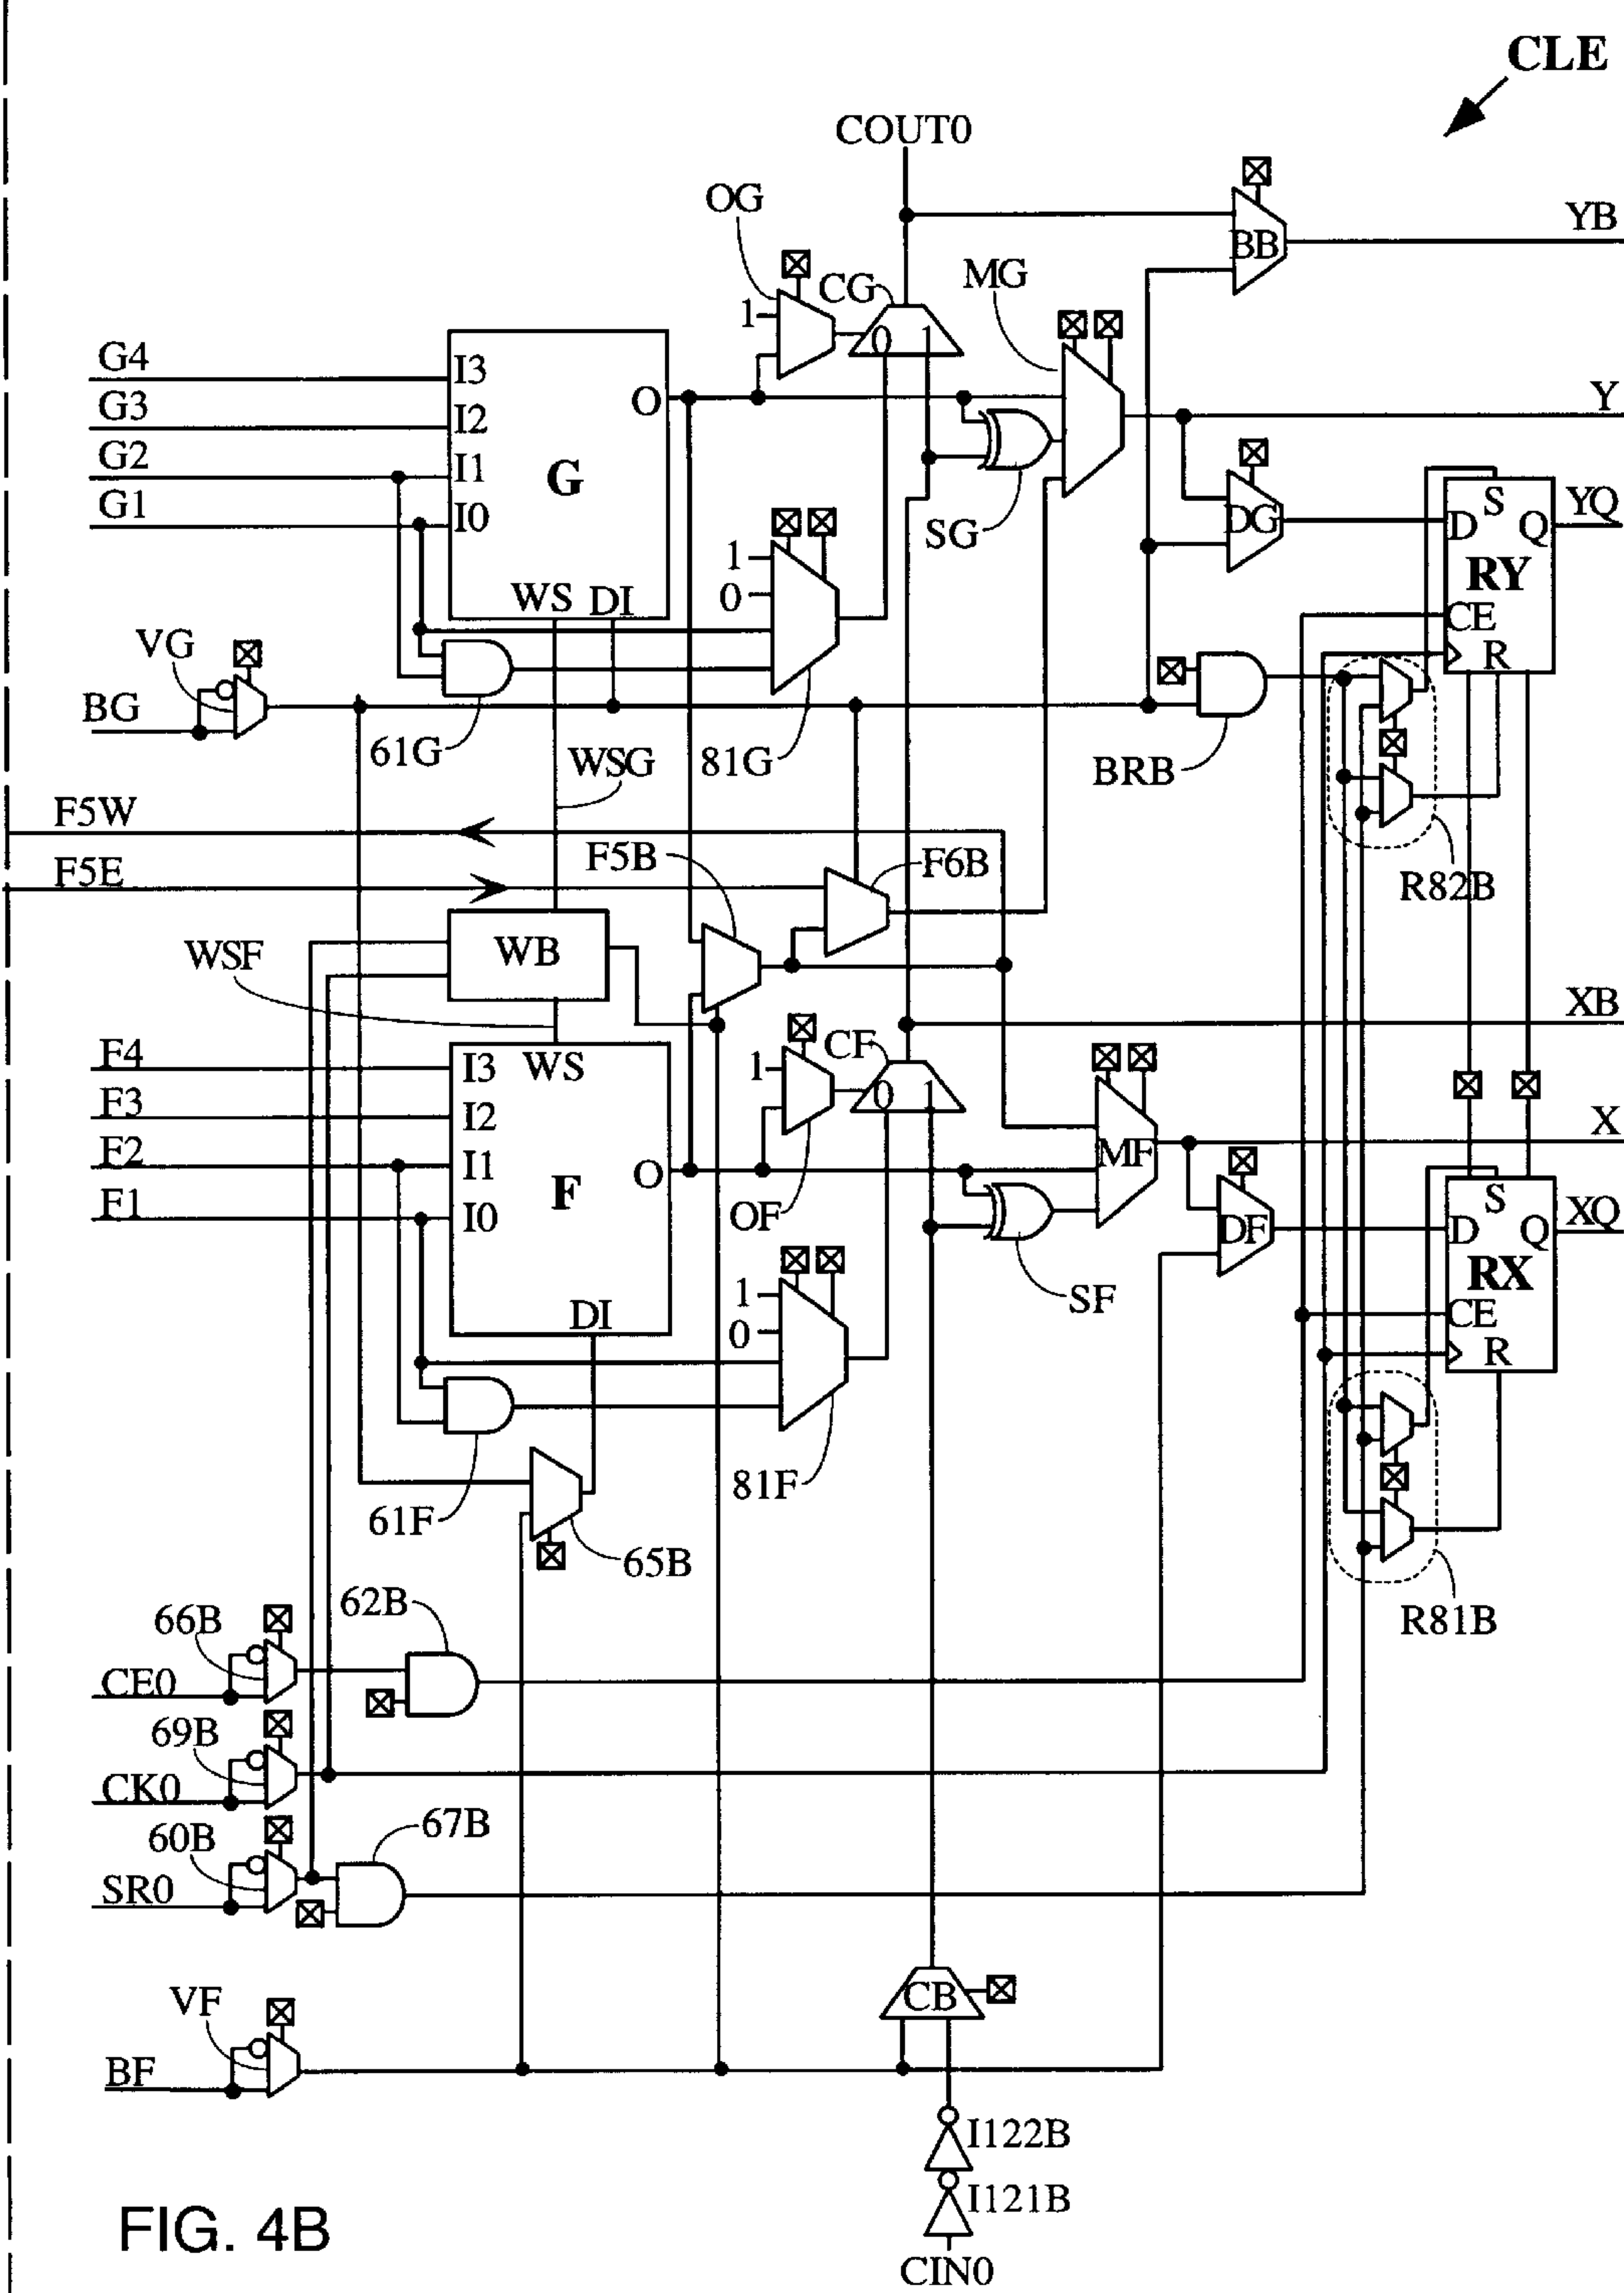 CLE
COUT0
OG
YB
BB
CG
MG
1
0 1
G4
G3
G2
G1
I3
I2
I1
I0
O
G
WS DI
Y
SG
DG
S
D Q
YQ
RY
CE
R
1
0
VG
BG
61G
WSG
81G
BRB
R82B
F5W
F5E
F5B
F6B
WSF
WB
XB
F4
F3
F2
F1
I3
I2
I1
I0
WS
O
F
DI
1
CF
0 1
OF
MF
X
DF
SF
S
D Q
XQ
RX
CE
R
1
0
61F
81F
65B
R81B
66B
62B
CE0
69B
CK0
60B
67B
SR0
VF
BF
CB
I122B
I121B
CIN0
FIG. 4B